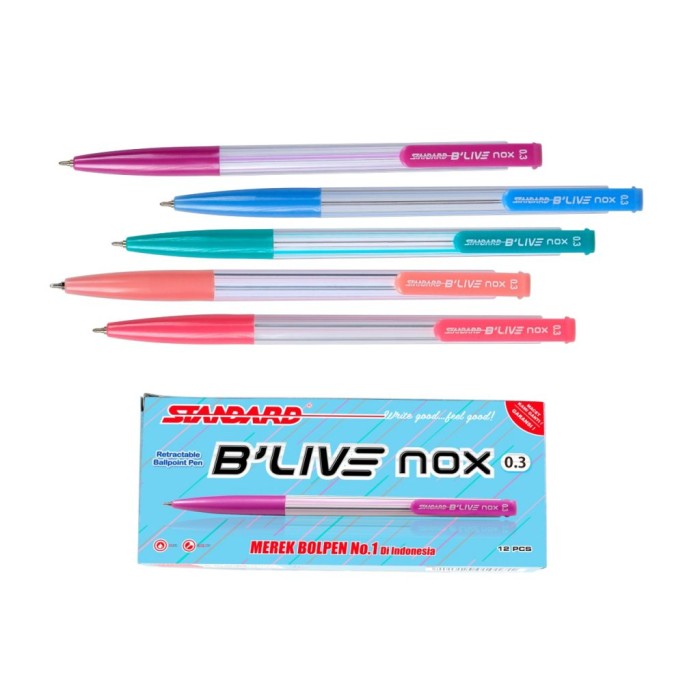 STANDARD B'LIVE nox 0.3
STANDARD B'LIVE nox 0.3
STANDARD B'LIVE nox 0.3
STANDARD B'LIVE nox 0.3
STANDARD B'LIVE nox 0.3
STANDARD®
Write good...feel good!
GARANSI!
Retractable
Ballpoint Pen
B'LIVE nox 0.3
STANDARD B'LIVE nox 0.3
MEREK BOLPEN No.1 Di Indonesia
12 PCS